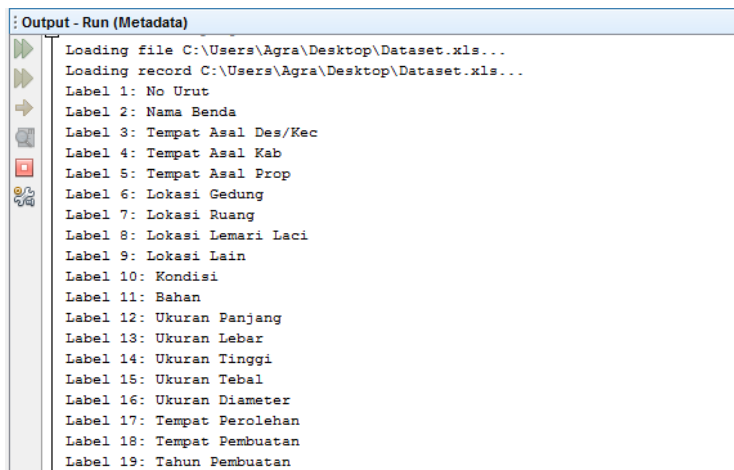 Output - Run (Metadata)
Loading file C:\Users\Agra\Desktop\Dataset.xls...
Loading record C:\Users\Agra\Desktop\Dataset.xls...
Label 1: No Urut
Label 2: Nama Benda
Label 3: Tempat Asal Des/Kec
Label 4: Tempat Asal Kab
Label 5: Tempat Asal Prop
Label 6: Lokasi Gedung
Label 7: Lokasi Ruang
Label 8: Lokasi Lemari Laci
Label 9: Lokasi Lain
Label 10: Kondisi
Label 11: Bahan
Label 12: Ukuran Panjang
Label 13: Ukuran Lebar
Label 14: Ukuran Tinggi
Label 15: Ukuran Tebal
Label 16: Ukuran Diameter
Label 17: Tempat Perolehan
Label 18: Tempat Pembuatan
Label 19: Tahun Pembuatan